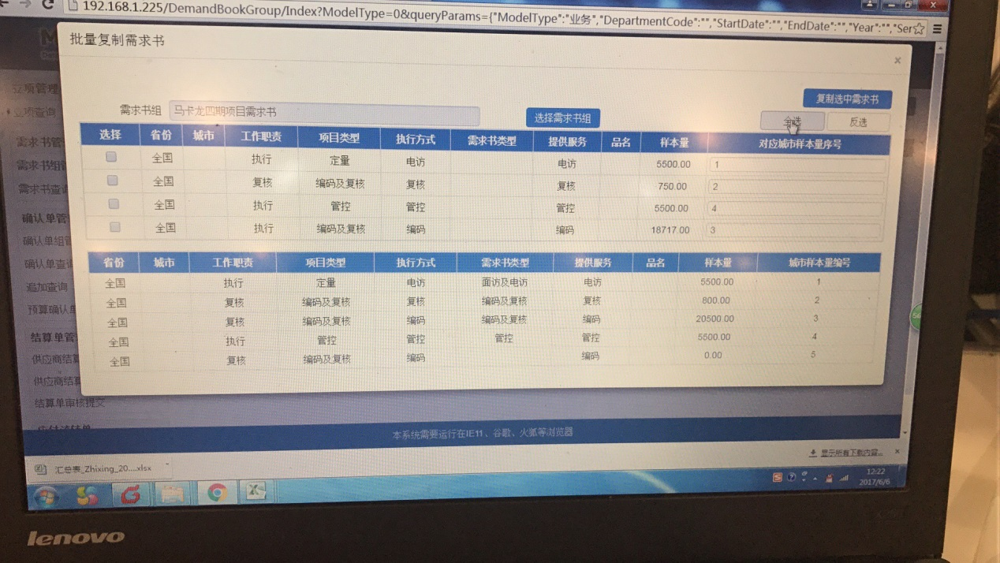 192.168.1.225/DemandBookGroup/Index?ModelType=0&queryParams={"ModelType":"业务","DepartmentCode":"","StartDate":"","EndDate":"","Year":"","Ser
批量复制需求书
×
复制选中需求书
需求书组 马卡龙四期项目需求书 选择需求书组 全选 反选
选择 省份 城市 工作职责 项目类型 执行方式 需求书类型 提供服务 品名 样本量 对应城市样本量序号
全国 执行 定量 电访 电访 5500.00 1
全国 复核 编码及复核 复核 复核 750.00 2
全国 执行 管控 管控 管控 5500.00 4
全国 执行 编码及复核 编码 编码 18717.00 3
省份 城市 工作职责 项目类型 执行方式 需求书类型 提供服务 品名 样本量 城市样本量编号
全国 执行 定量 电访 面访及电访 电访 5500.00 1
全国 复核 编码及复核 复核 编码及复核 复核 800.00 2
全国 复核 编码及复核 编码 编码及复核 编码 20500.00 3
全国 执行 管控 管控 管控 管控 5500.00 4
全国 复核 编码及复核 编码 编码 0.00 5
立项管理
立项查询
需求书管
需求书组管
需求书查询
确认单管
确认单组管
确认单查询
追加查询
预算确认单
结算单管
供应商结算
供应商结算
结算单审核提交
56
本系统需要运行在IE11、谷歌、火狐等浏览器
汇总表_Zhixing_20....xlsx
显示所有下载内容...
×
12:22
2017/6/6
lenovo